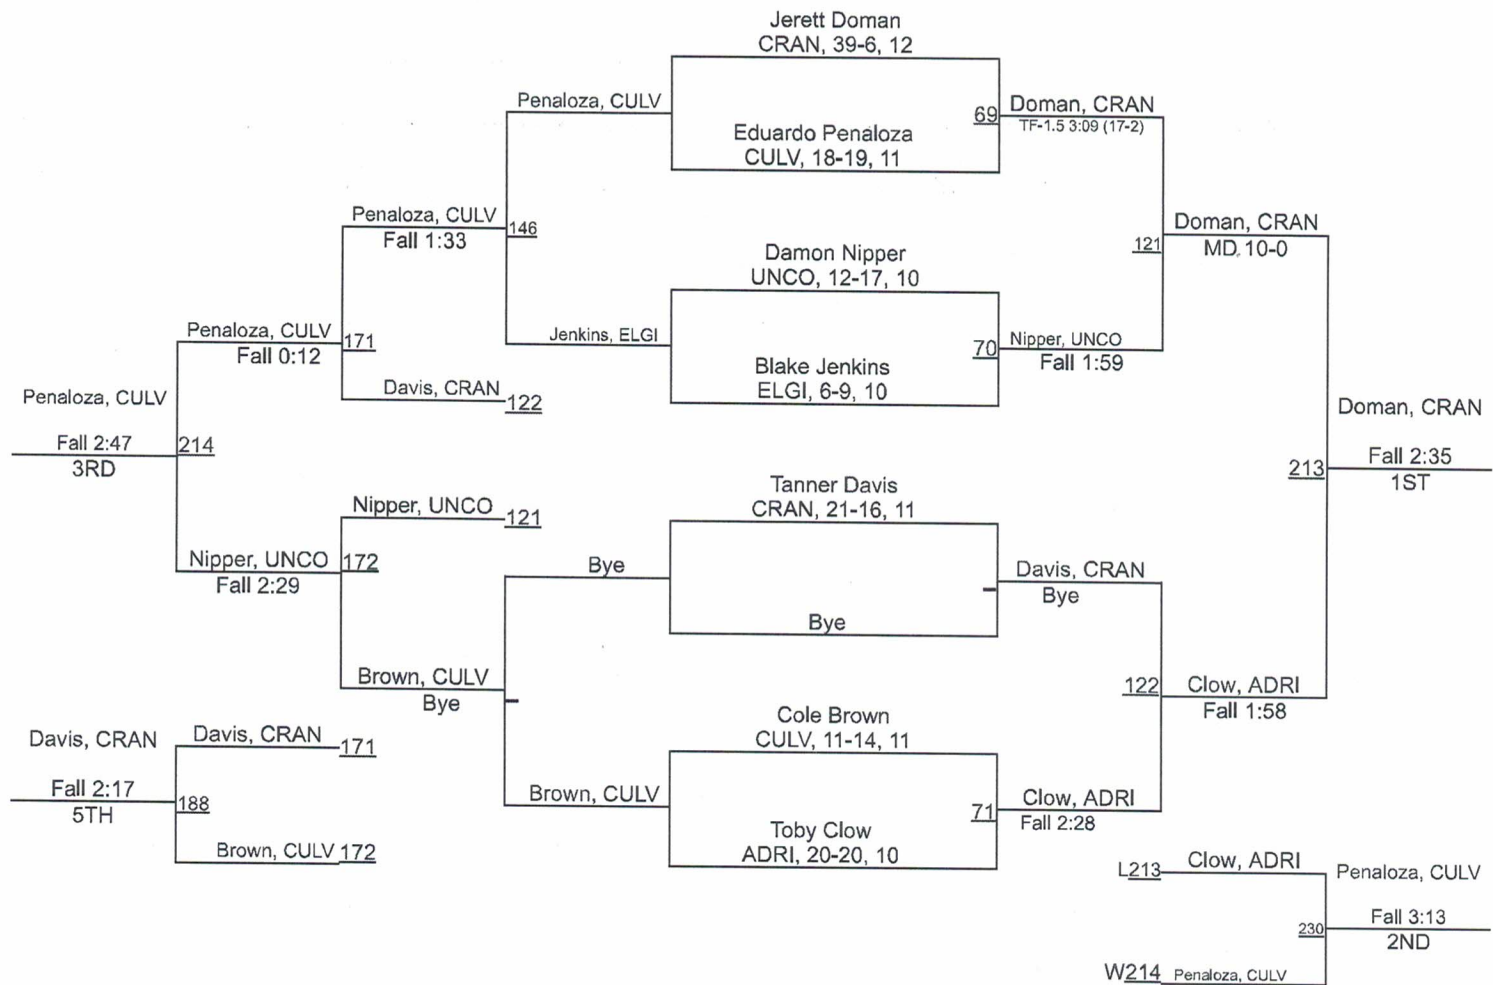 Jerett Doman
CRAN, 39-6, 12
Penaloza, CULV
69
Doman, CRAN
TF-1.5 3:09 (17-2)
Eduardo Penaloza
CULV, 18-19, 11
Penaloza, CULV
Fall 1:33
146
Doman, CRAN
MD 10-0
121
Damon Nipper
UNCO, 12-17, 10
Penaloza, CULV
Fall 0:12
171
Jenkins, ELGI
70
Nipper, UNCO
Fall 1:59
Blake Jenkins
ELGI, 6-9, 10
Davis, CRAN
122
Penaloza, CULV
Fall 2:47
3RD
214
Doman, CRAN
Fall 2:35
1ST
213
Tanner Davis
CRAN, 21-16, 11
Nipper, UNCO
121
Nipper, UNCO
Fall 2:29
172
Bye
Davis, CRAN
Bye
Bye
Brown, CULV
Bye
122
Clow, ADRI
Fall 1:58
Cole Brown
CULV, 11-14, 11
Davis, CRAN
Davis, CRAN
171
Fall 2:17
5TH
188
Brown, CULV
71
Clow, ADRI
Fall 2:28
Toby Clow
ADRI, 20-20, 10
Brown, CULV
172
L213
Clow, ADRI
Penaloza, CULV
Fall 3:13
2ND
230
W214
Penaloza, CULV